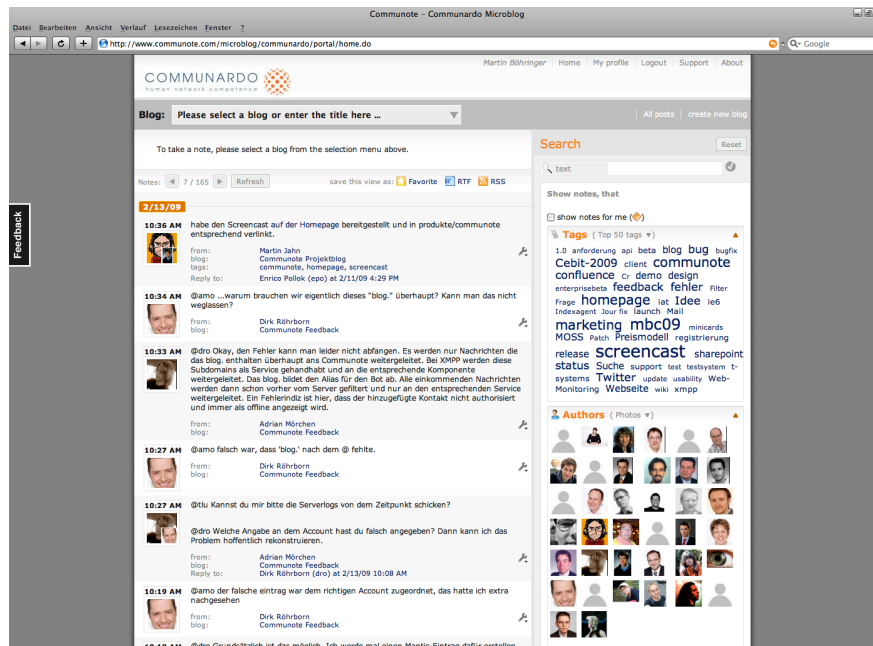 Communote - Communardo Microblog
Datei Bearbeiten Ansicht Verlauf Lesezeichen Fenster ?
http://www.communote.com/microblog/communardo/portal/home.do
Google
Martin Böhringer Home My profile Logout Support About
COMMUNARDO
human network competence
Blog: Please select a blog or enter the title here ...
All posts create new blog
To take a note, please select a blog from the selection menu above.
Notes: 7 / 165 Refresh save this view as: Favorite RTF RSS
2/13/09
10:36 AM habe den Screencast auf der Homepage bereitgestellt und in produkte/communote
entsprechend verlinkt.
from: Martin Jahn
blog: Communote Projektblog
tags: communote, homepage, screencast
Reply to: Enrico Pollok (epo) at 2/11/09 4:29 PM
10:34 AM @amo ...warum brauchen wir eigentlich dieses "blog." überhaupt? Kann man das nicht
weglassen?
from: Dirk Röhrborn
blog: Communote Feedback
10:33 AM @dro Okay, den Fehler kann man leider nicht abfangen. Es werden nur Nachrichten die
das blog. enthalten überhaupt ans Communote weitergeleitet. Bei XMPP werden diese
Subdomains als Service gehandhabt und an die entsprechende Komponente
weitergeleitet. Das blog. bildet den Alias für den Bot ab. Alle einkommenden Nachrichten
werden dann schon vorher vom Server gefiltert und nur an den entsprechenden Service
weitergeleitet. Ein Fehlerindiz ist hier, dass der hinzugefügte Kontakt nicht authorisiert
und immer als offline angezeigt wird.
from: Adrian Mörchen
blog: Communote Feedback
10:27 AM @amo falsch war, dass 'blog.' nach dem @ fehlte.
from: Dirk Röhrborn
blog: Communote Feedback
10:27 AM @tlu Kannst du mir bitte die Serverlogs von dem Zeitpunkt schicken?
@dro Welche Angabe an dem Account hast du falsch angegeben? Dann kann ich das
Problem hoffentlich rekonstruieren.
from: Adrian Mörchen
blog: Communote Feedback
Reply to: Dirk Röhrborn (dro) at 2/13/09 10:08 AM
10:19 AM @amo der falsche eintrag war dem richtigen Account zugeordnet, das hatte ich extra
nachgesehen
from: Dirk Röhrborn
blog: Communote Feedback
10:18 AM @dro Grundsätzlich ist das möglich. Ich werde mal einen Mantis-Eintrag dafür erstellen
Search Reset
text
Show notes, that
show notes for me (@)
Tags (Top 50 tags ▼)
1.0 anforderung api beta blog bug bugfix
Cebit-2009 client communote
confluence cr demo design
enterprisebeta feedback fehler Filter
Frage homepage iat Idee ie6
Indexagent Jour fix launch Mail
marketing mbc09 minicards
MOSS Patch Preismodell registrierung
release screencast sharepoint
status Suche support test testsystem t-
systems Twitter update usability Web-
Monitoring Webseite wiki xmpp
Authors (Photos ▼)
Feedback